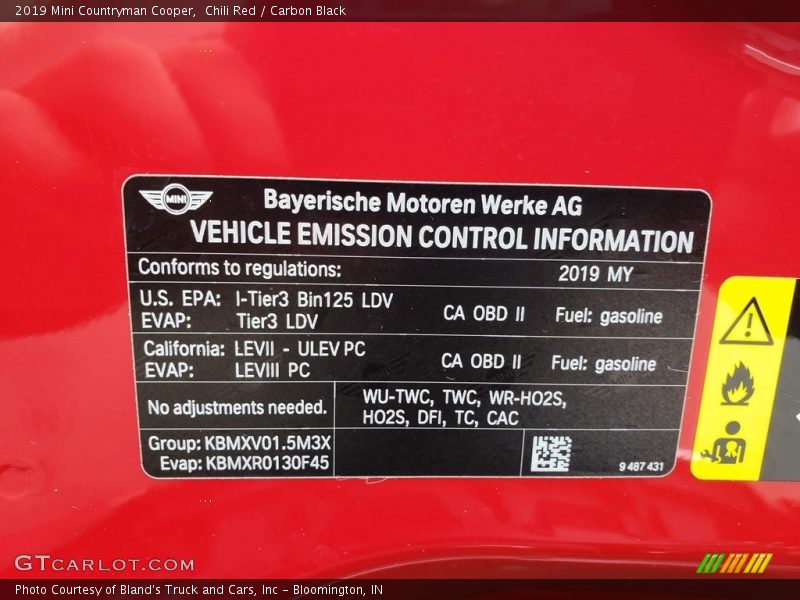 2019 Mini Countryman Cooper,  Chili Red / Carbon Black
MINI
Bayerische Motoren Werke AG
VEHICLE EMISSION CONTROL INFORMATION
Conforms to regulations: 2019 MY
U.S. EPA: I-Tier3 Bin125 LDV
EVAP: Tier3 LDV
CA OBD II Fuel: gasoline
California: LEVII - ULEV PC
EVAP: LEVIII PC
CA OBD II Fuel: gasoline
No adjustments needed.
WU-TWC, TWC, WR-HO2S,
HO2S, DFI, TC, CAC
Group: KBMXV01.5M3X
Evap: KBMXR0130F45
9 487 431
GTCARLOT.COM
Photo Courtesy of Bland's Truck and Cars, Inc – Bloomington, IN